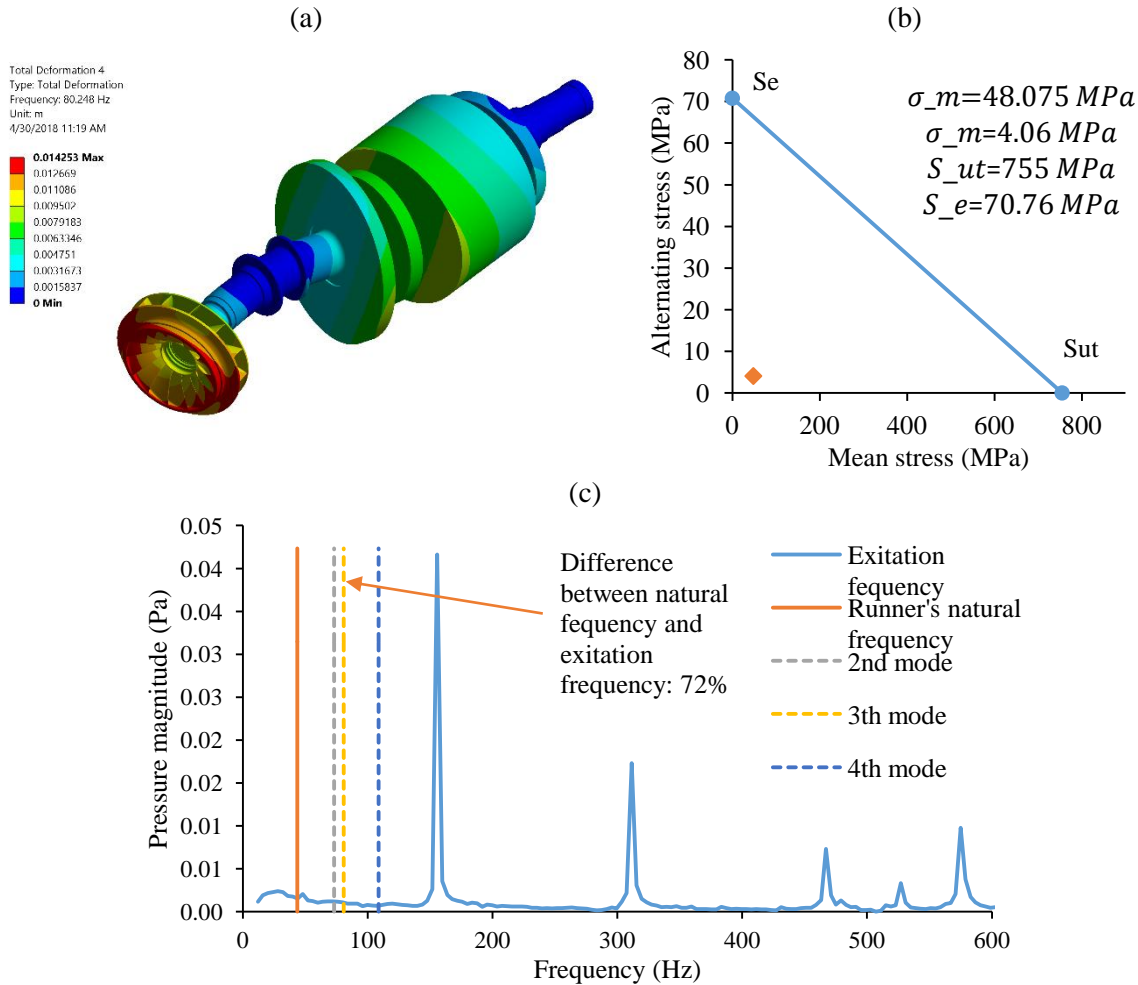 (a)
Total Deformation 4
Type: Total Deformation
Frequency: 80.248 Hz
Unit: m
4/30/2018 11:19 AM
0.014253 Max
0.012669
0.011086
0.009502
0.0079183
0.0063346
0.004751
0.0031673
0.0015837
0 Min
(b)
Alternating stress (MPa)
80
70
60
50
40
30
20
10
0
Se
σ_m=48.075 MPa
σ_m=4.06 MPa
S_ut=755 MPa
S_e=70.76 MPa
Sut
0
200
400
600
800
Mean stress (MPa)
(c)
Pressure magnitude (Pa)
0.05
0.04
0.04
0.03
0.03
0.02
0.02
0.01
0.01
0.00
Difference
between natural
fequency and
exitation
frequency: 72%
Exitation
fequency
Runner's natural
frequency
2nd mode
3th mode
4th mode
0
100
200
300
400
500
600
Frequency (Hz)